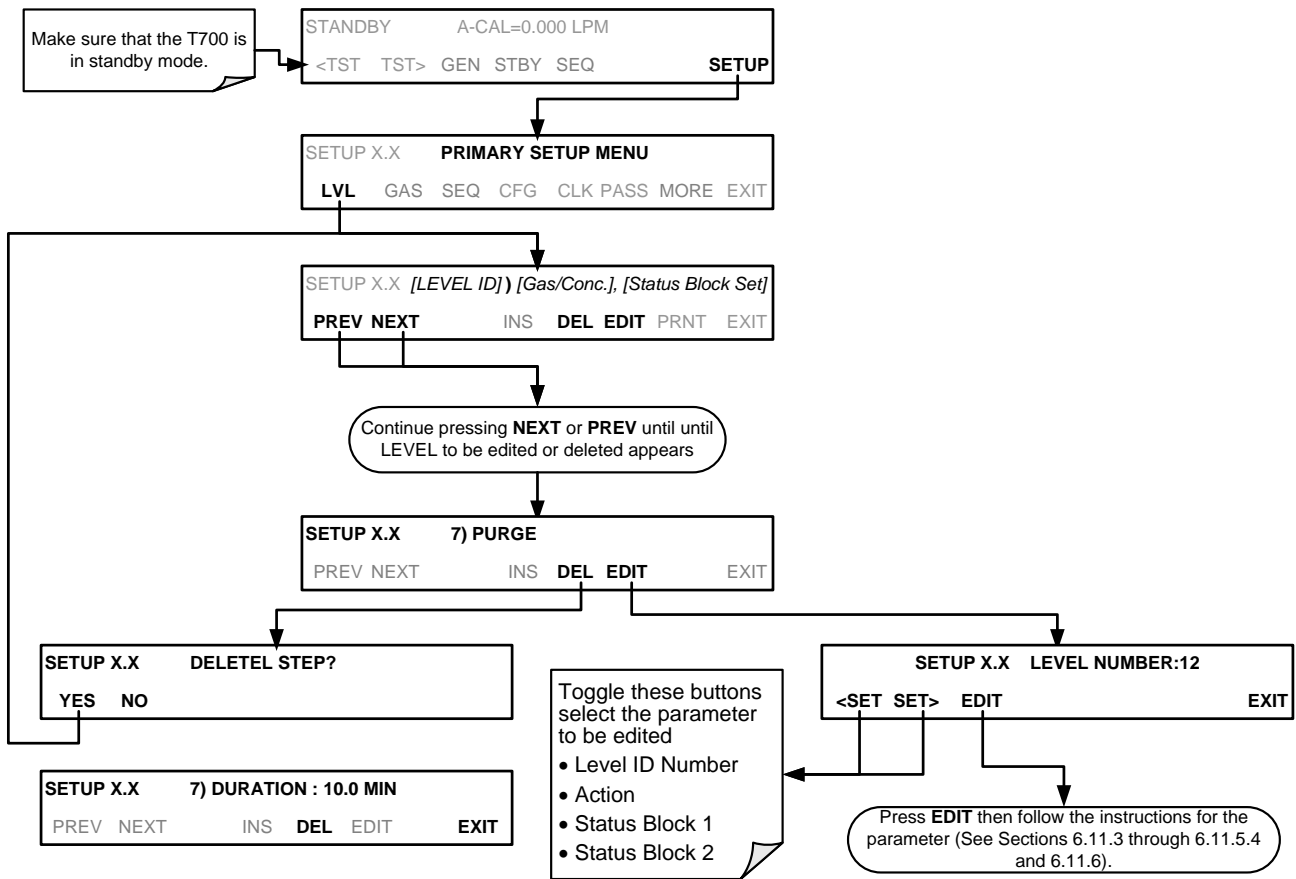 Make sure that the T700 is
in standby mode.
STANDBY A-CAL=0.000 LPM
<TST TST> GEN STBY SEQ SETUP
SETUP X.X PRIMARY SETUP MENU
LVL GAS SEQ CFG CLK PASS MORE EXIT
SETUP X.X [LEVEL ID] ) [Gas/Conc.], [Status Block Set]
PREV NEXT INS DEL EDIT PRNT EXIT
Continue pressing NEXT or PREV until until
LEVEL to be edited or deleted appears
SETUP X.X 7) PURGE
PREV NEXT INS DEL EDIT EXIT
SETUP X.X DELETEL STEP?
YES NO
SETUP X.X 7) DURATION : 10.0 MIN
PREV NEXT INS DEL EDIT EXIT
Toggle these buttons
select the parameter
to be edited
• Level ID Number
• Action
• Status Block 1
• Status Block 2
SETUP X.X LEVEL NUMBER:12
<SET SET> EDIT EXIT
Press EDIT then follow the instructions for the
parameter (See Sections 6.11.3 through 6.11.5.4
and 6.11.6).